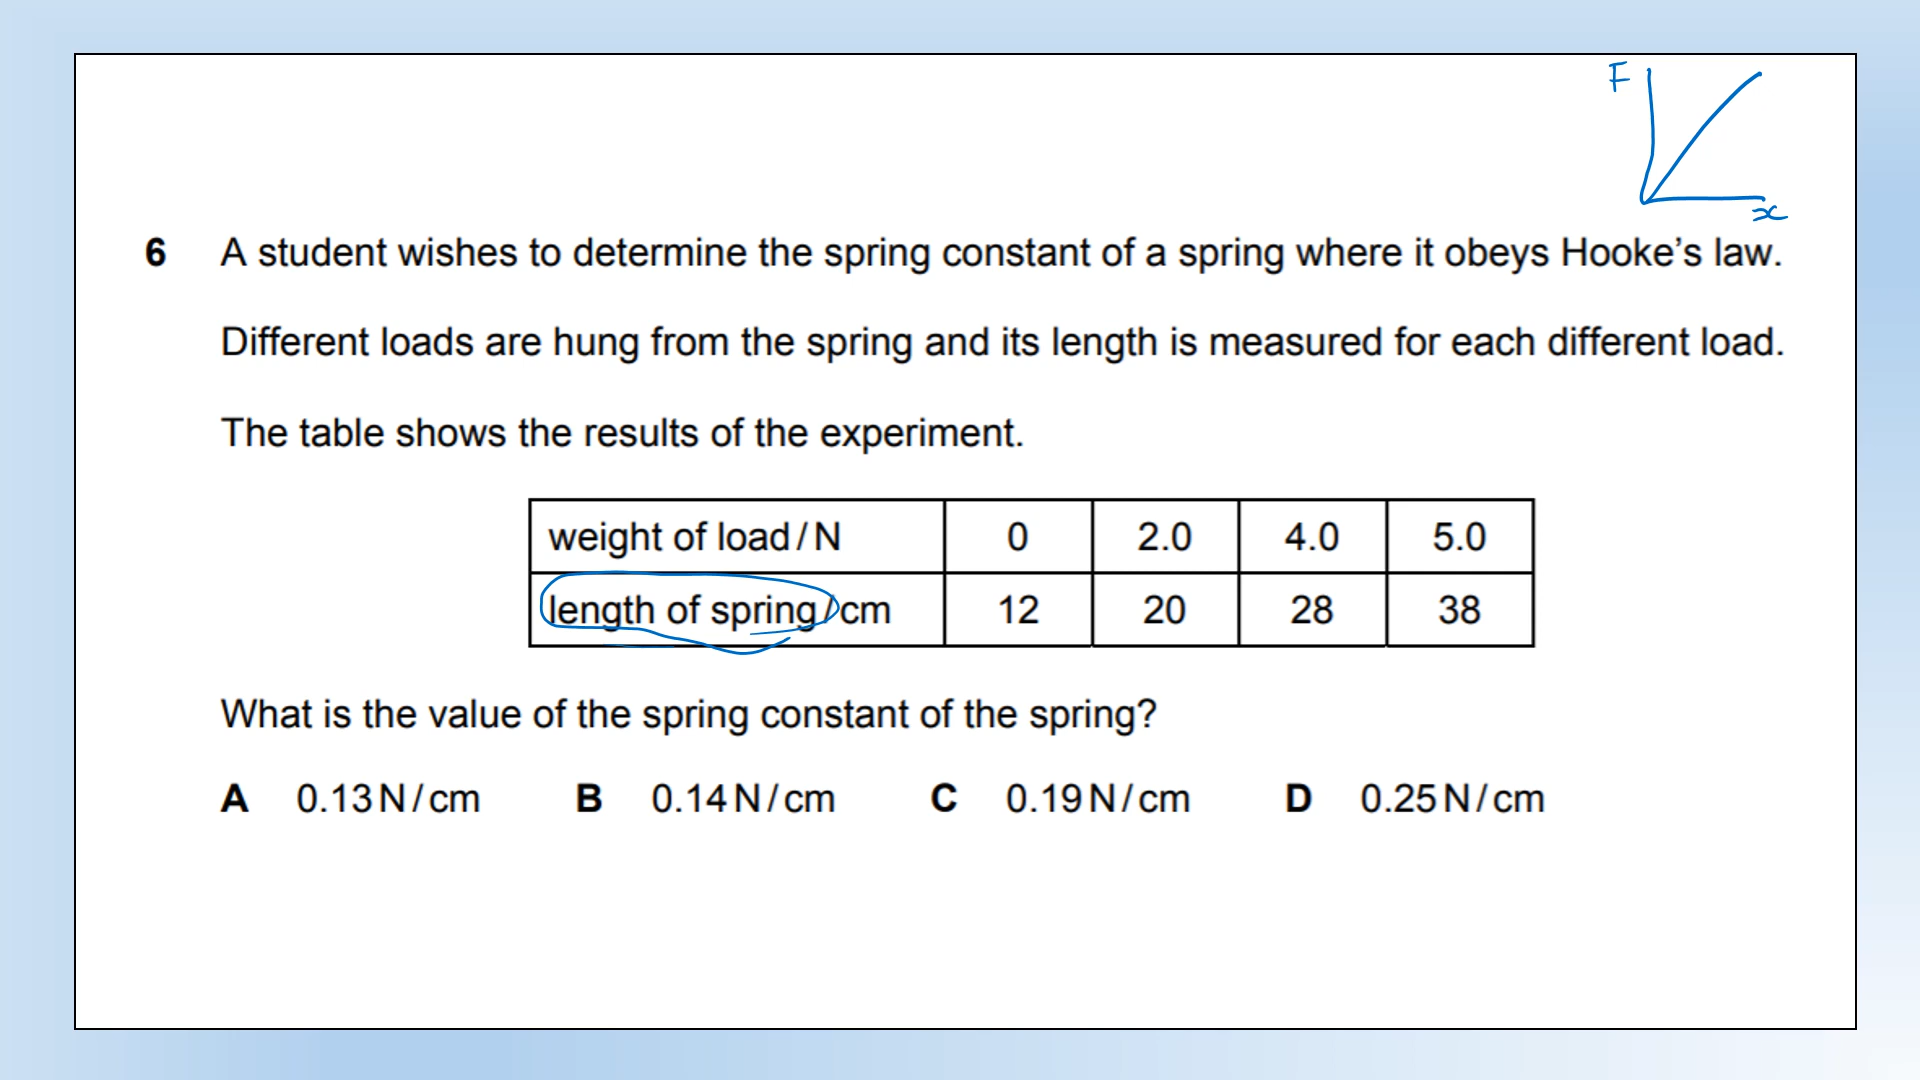 F
x
6 A student wishes to determine the spring constant of a spring where it obeys Hooke's law.
Different loads are hung from the spring and its length is measured for each different load.
The table shows the results of the experiment.
weight of load / N 0 2.0 4.0 5.0
length of spring / cm 12 20 28 38
What is the value of the spring constant of the spring?
A 0.13 N / cm B 0.14 N / cm C 0.19 N / cm D 0.25 N / cm